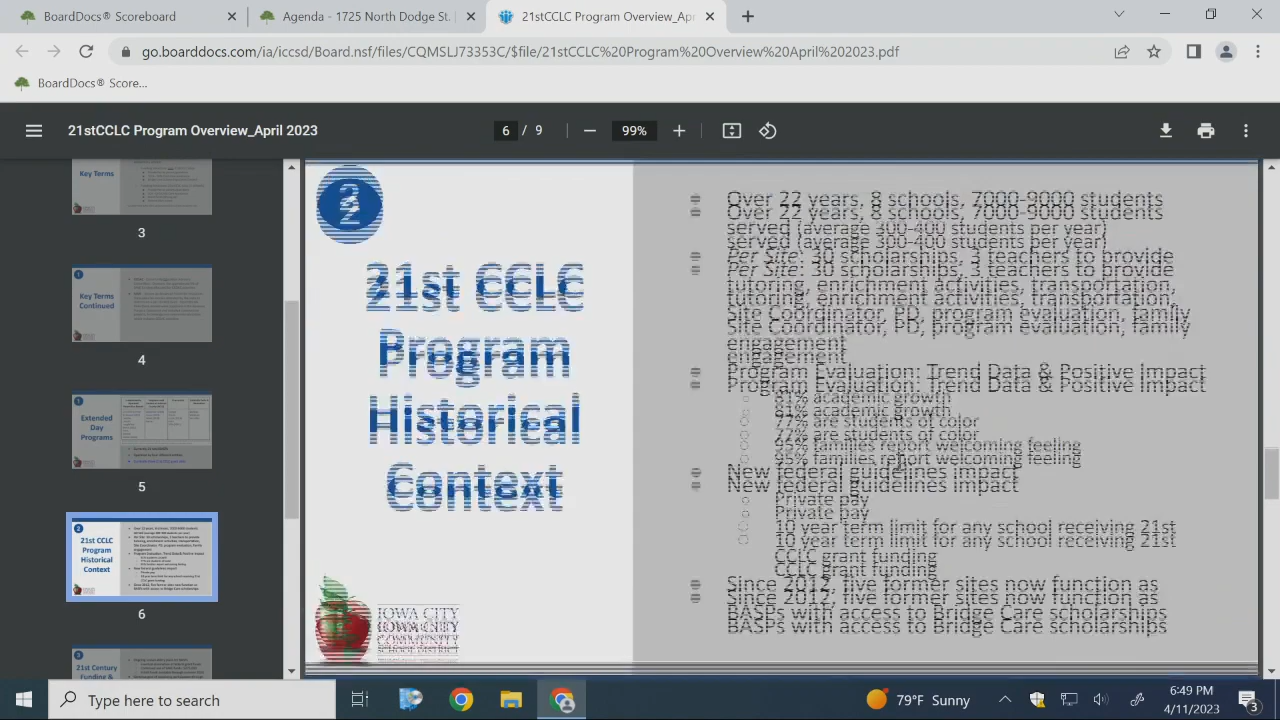 BoardDocs® Scoreboard
Agenda - 1725 North Dodge St.
21stCCLC Program Overview_Apr
go.boarddocs.com/ia/iccsd/Board.nsf/files/CQMSLJ73353C/$file/21stCCLC%20Program%20Overview%20April%202023.pdf
BoardDocs® Score...
21stCCLC Program Overview_April 2023
6 / 9
99%
Key Terms
3
1
Key Terms
Continued
4
1
Extended
Day
Programs
5
2
21st CCLC
Program
Historical
Context
6
3
21st Century
Funding &
2
21st CCLC
Program
Historical
Context
IOWA CITY
COMMUNITY
SCHOOL DISTRICT
Over 22 years, 8 schools, 7000-9000 students
served (average 300-400 students per year)
Per Site: 30 scholarships, 3 teachers to provide
tutoring, enrichment activities, transportation,
Site Coordinator, PD, program evaluation, family
engagement
Program Evaluation: Trend Data & Positive Impact
academic growth
77% are students of color
families report welcoming feeling
New federal guidelines impact
Private pay
10 year term limit for any school receiving 21st
CCLC grant funding
Since 2012, five former sites now function as
BASPs with access to Bridge Care scholarships
Type here to search
79°F Sunny
6:49 PM
4/11/2023
3